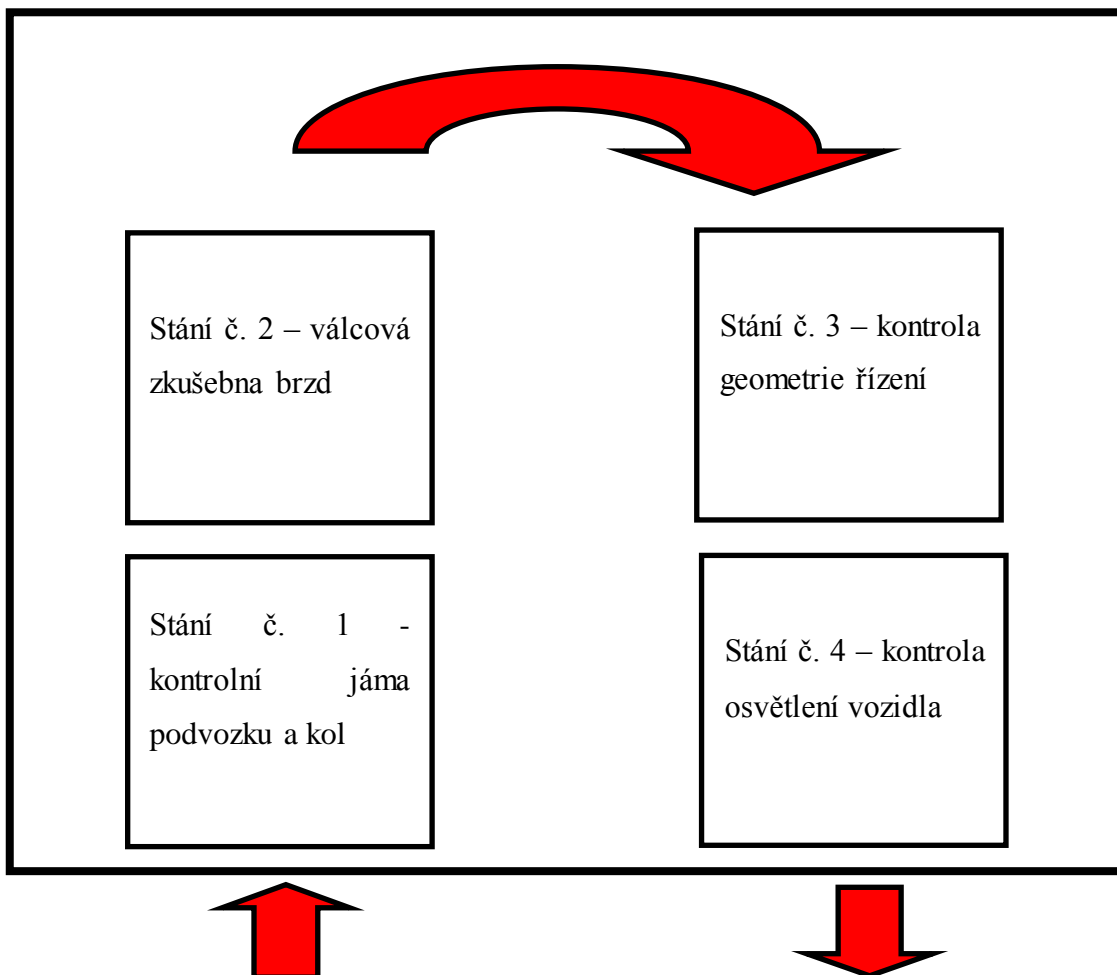 Stání č. 2 – válcová
zkušebna brzd
Stání č. 3 – kontrola
geometrie řízení
Stání č. 1 -
kontrolní jáma
podvozku a kol
Stání č. 4 – kontrola
osvětlení vozidla